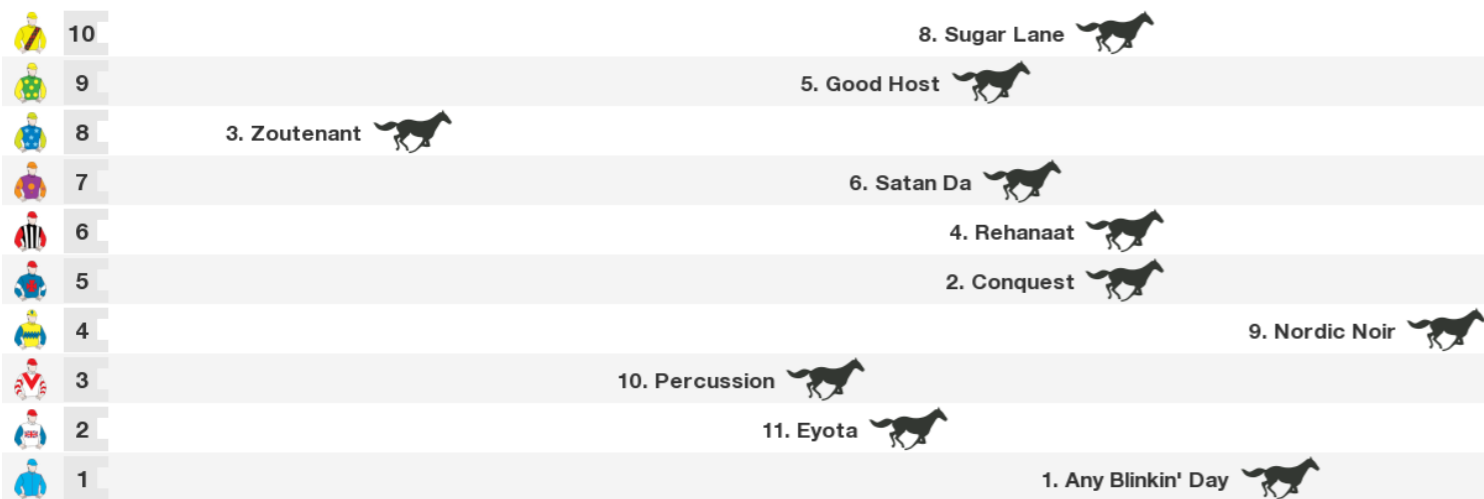 10 8. Sugar Lane
9 5. Good Host
8 3. Zoutenant
7 6. Satan Da
6 4. Rehanaat
5 2. Conquest
4 9. Nordic Noir
3 10. Percussion
2 11. Eyota
1 1. Any Blinkin' Day